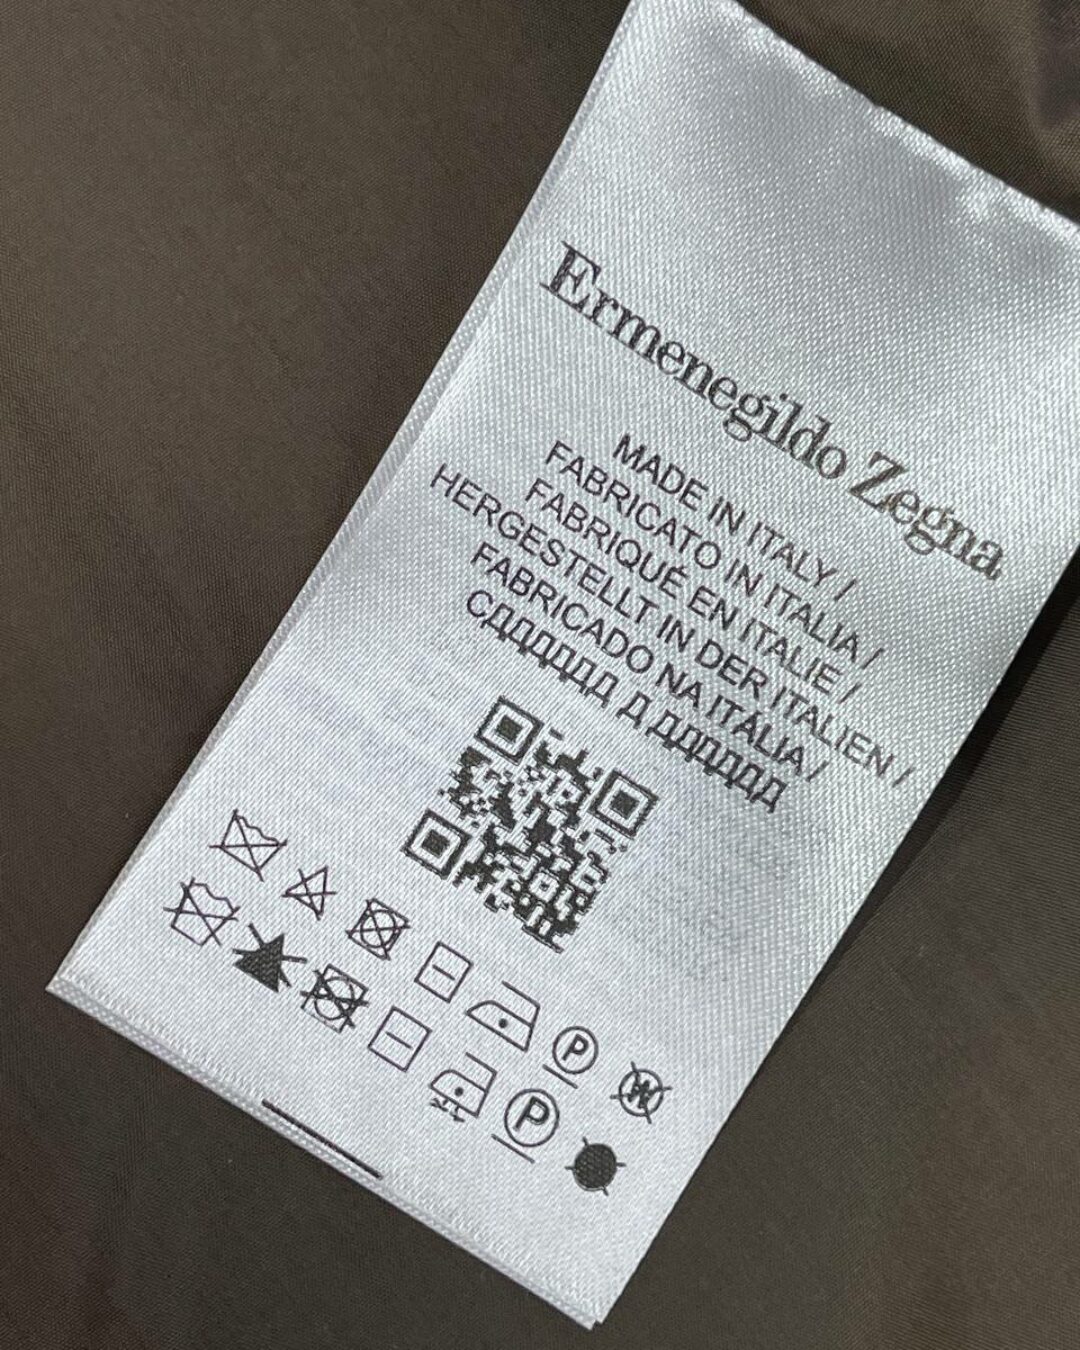 Ermenegildo Zegna
MADE IN ITALY /
FABRICATO IN ITALIA /
FABRIQUÉ EN ITALIE /
HERGESTELLT IN DER ITALIEN /
FABRICADO NA ITÁLIA /
СДДДДДД Д ДДДДДД
P
W
P